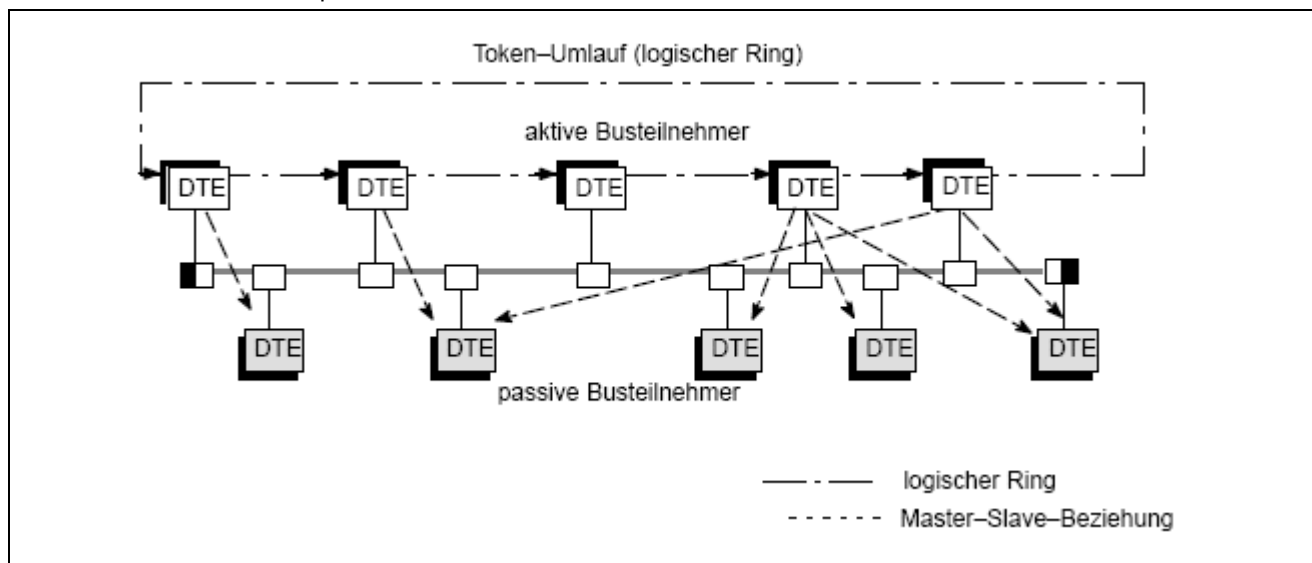 Token–Umlauf (logischer Ring)
aktive Busteilnehmer
DTE DTE DTE DTE DTE
DTE DTE DTE DTE DTE
passive Busteilnehmer
logischer Ring
Master–Slave–Beziehung